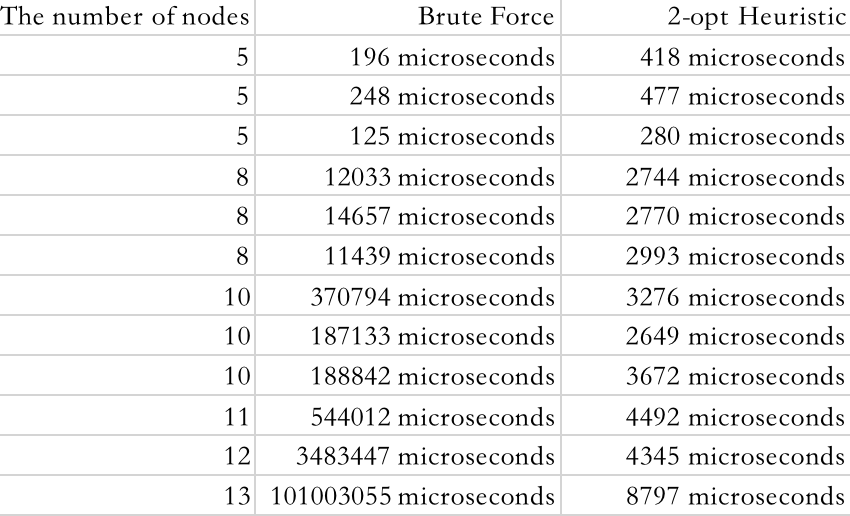 The number of nodes Brute Force 2-opt Heuristic
5 196 microseconds 418 microseconds
5 248 microseconds 477 microseconds
5 125 microseconds 280 microseconds
8 12033 microseconds 2744 microseconds
8 14657 microseconds 2770 microseconds
8 11439 microseconds 2993 microseconds
10 370794 microseconds 3276 microseconds
10 187133 microseconds 2649 microseconds
10 188842 microseconds 3672 microseconds
11 544012 microseconds 4492 microseconds
12 3483447 microseconds 4345 microseconds
13 101003055 microseconds 8797 microseconds